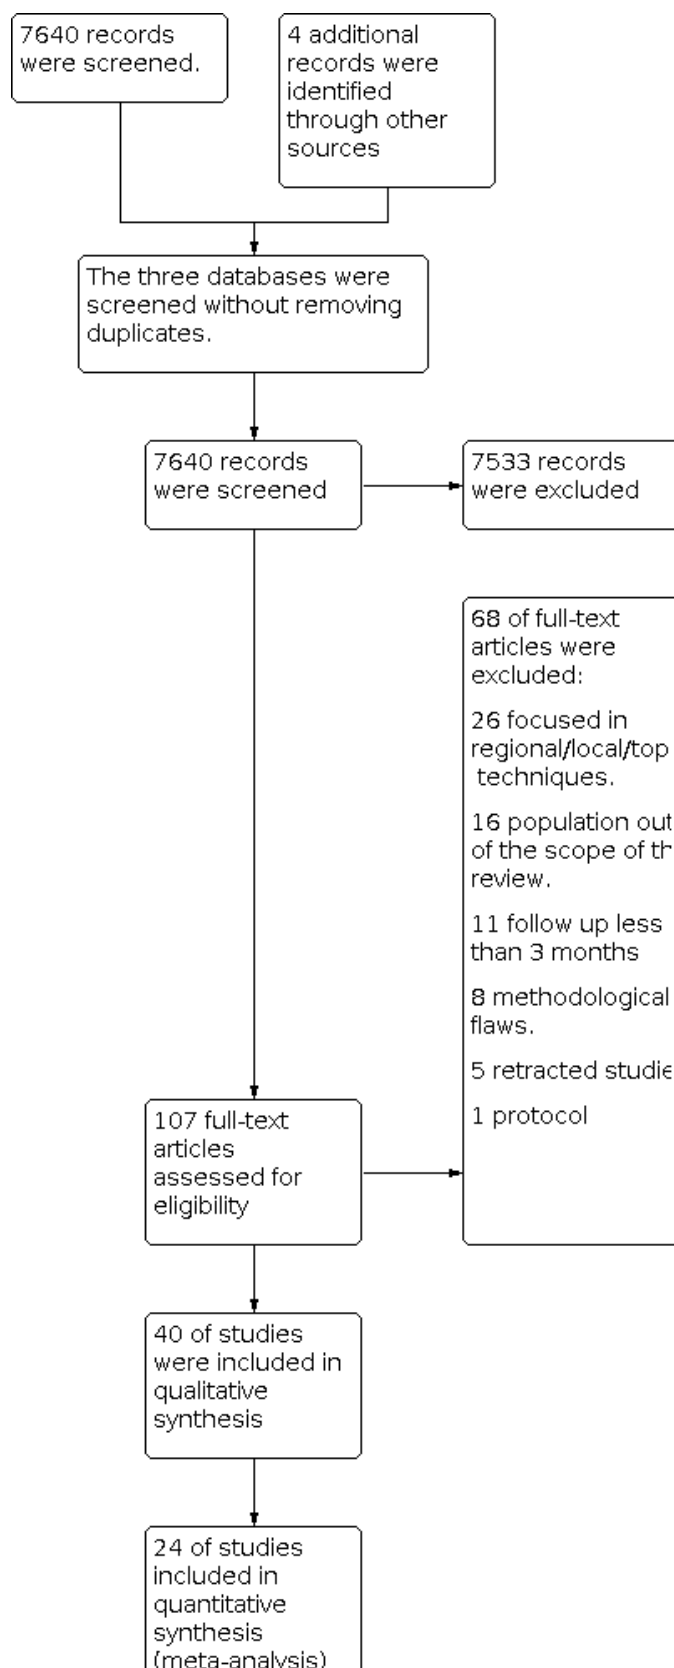 7640 records
were screened.
4 additional
records were
identified
through other
sources
The three databases were
screened without removing
duplicates.
7640 records
were screened
7533 records
were excluded
68 of full-text
articles were
excluded:
26 focused in
regional/local/top
techniques.
16 population out
of the scope of th
review.
11 follow up less
than 3 months
8 methodological
flaws.
5 retracted studie
1 protocol
107 full-text
articles
assessed for
eligibility
40 of studies
were included in
qualitative
synthesis
24 of studies
included in
quantitative
synthesis
(meta-analysis)